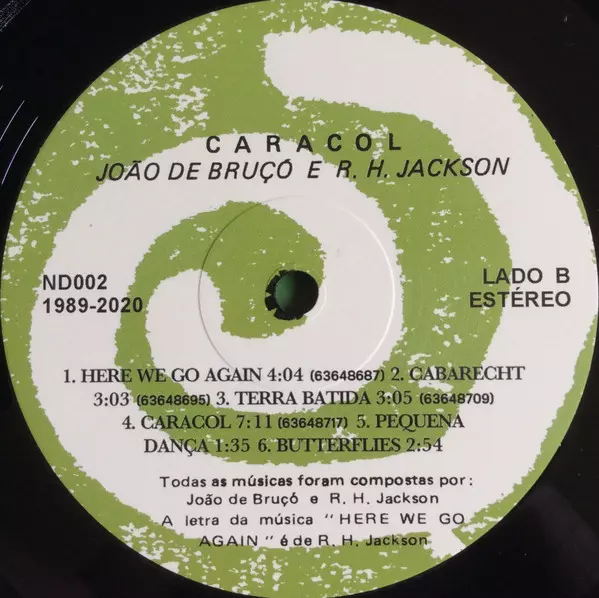 CARACOL
JOÃO DE BRUÇÓ E R. H. JACKSON
ND002
1989-2020
LADO B
ESTÉREO
1. HERE WE GO AGAIN 4:04 (63648687) 2. CABARECHT
3:03 (63648695) 3. TERRA BATIDA 3:05 (63648709)
4. CARACOL 7:11 (63648717) 5. PEQUENA
DANÇA 1:35 6. BUTTERFLIES 2:54
Todas as músicas foram compostas por:
João de Bruçó e R. H. Jackson
A letra da música "HERE WE GO
AGAIN" é de R. H. Jackson